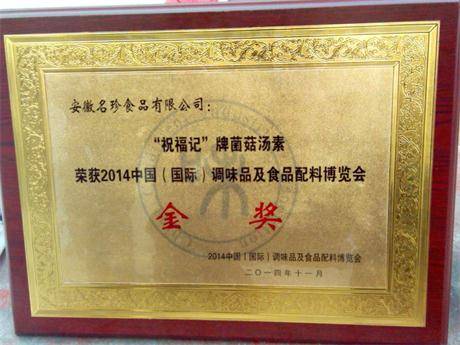 安徽名珍食品有限公司：
“祝福记”牌菌菇汤素
荣获2014中国（国际）调味品及食品配料博览会
金奖
2014中国（国际）调味品及食品配料博览会
二〇一四年十一月